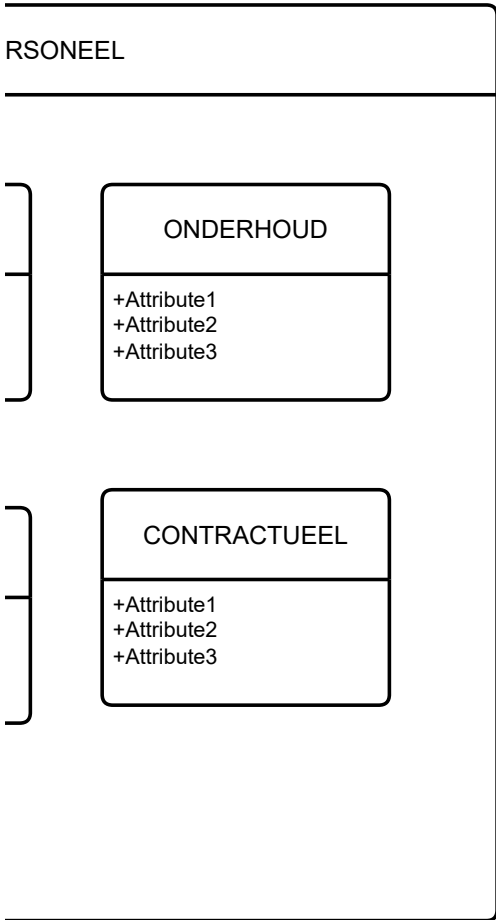 RSONEEL
ONDERHOUD
+Attribute1
+Attribute2
+Attribute3
CONTRACTUEEL
+Attribute1
+Attribute2
+Attribute3